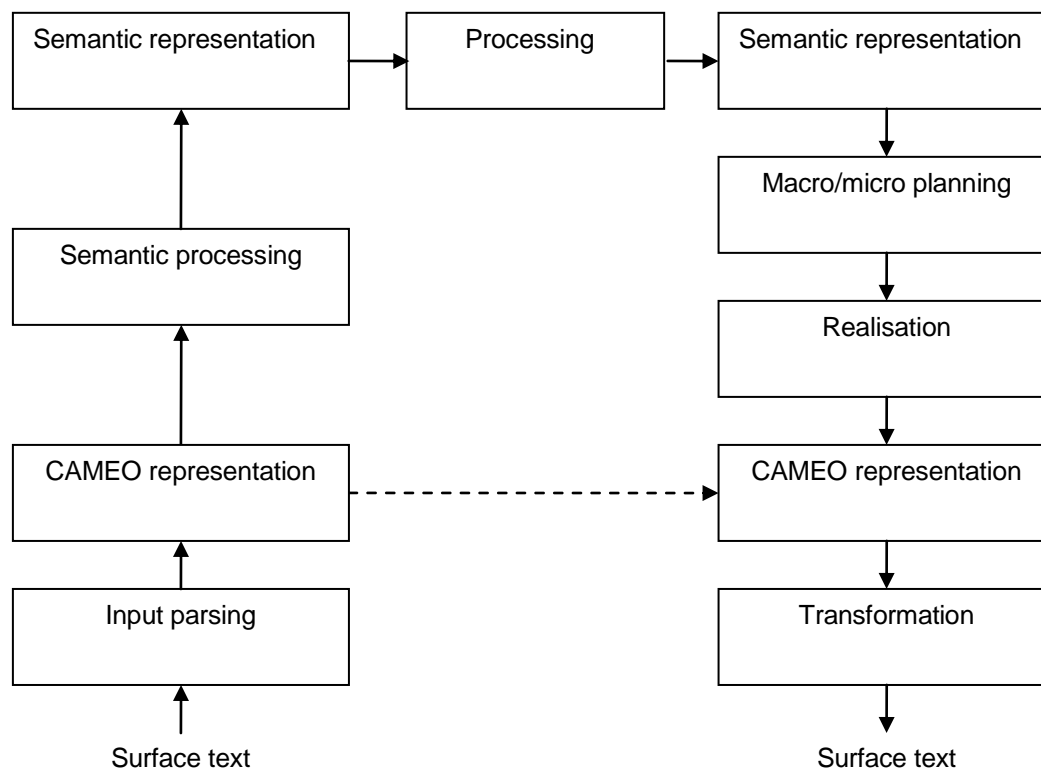 Semantic representation
Processing
Semantic representation
Macro/micro planning
Semantic processing
Realisation
CAMEO representation
CAMEO representation
Input parsing
Transformation
Surface text
Surface text